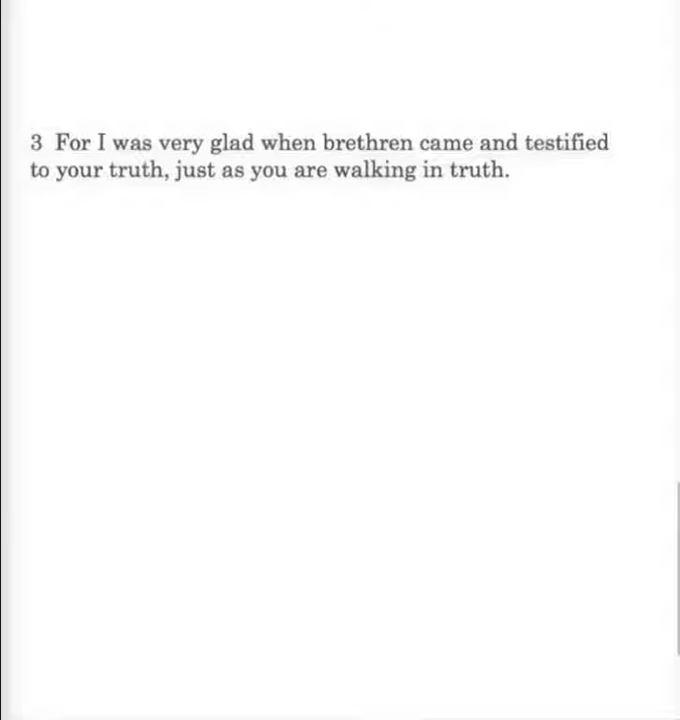 3 For I was very glad when brethren came and testified
to your truth, just as you are walking in truth.